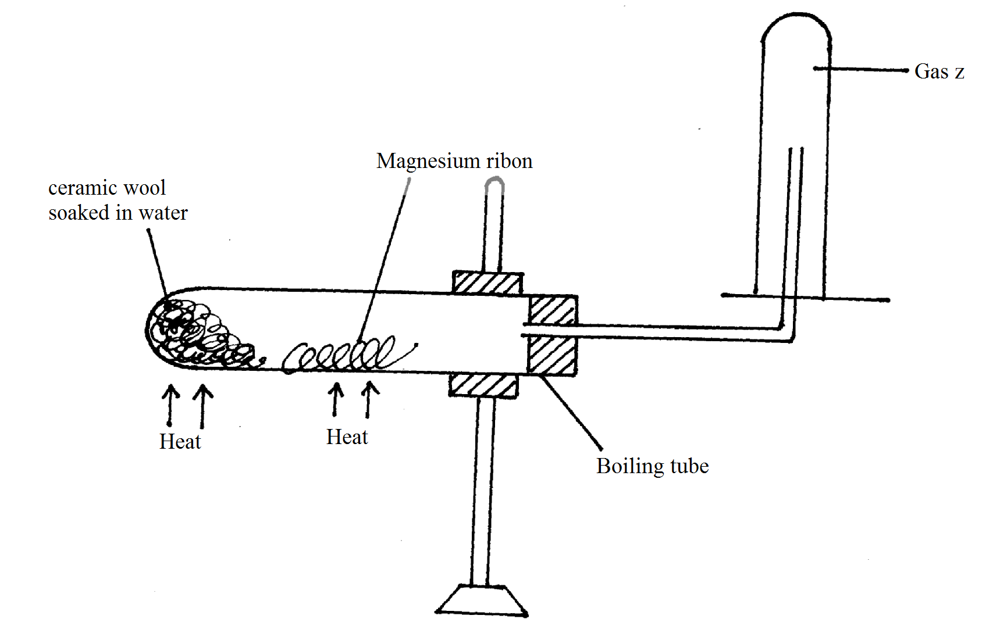 Gas z
Magnesium ribon
ceramic wool
soaked in water
Heat
Heat
Boiling tube